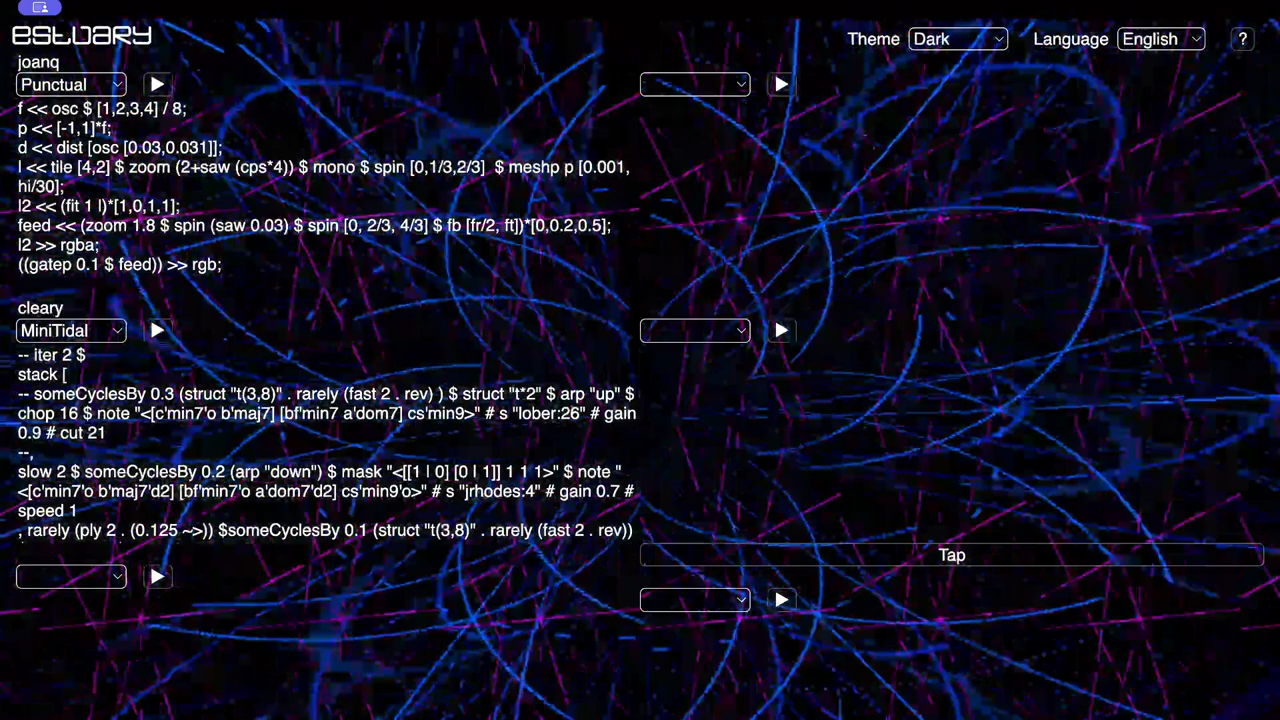 estuary
Theme Dark Language English ?
joanq
Punctual
f << osc $ [1,2,3,4] / 8;
p << [-1,1]*f;
d << dist [osc [0.03,0.031]];
l << tile [4,2] $ zoom (2+saw (cps*4)) $ mono $ spin [0,1/3,2/3]  $ meshp p [0.001,
hi/30];
l2 << (fit 1 l)*[1,0,1,1];
feed << (zoom 1.8 $ spin (saw 0.03) $ spin [0, 2/3, 4/3] $ fb [fr/2, ft])*[0,0.2,0.5];
l2 >> rgba;
((gatep 0.1 $ feed)) >> rgb;
cleary
MiniTidal
-- iter 2 $
stack [
-- someCyclesBy 0.3 (struct "t(3,8)" . rarely (fast 2 . rev) ) $ struct "t*2" $ arp "up" $
chop 16 $ note "<[c'min7'o b'maj7] [bf'min7 a'dom7] cs'min9>" # s "lober:26" # gain
0.9 # cut 21
--,
slow 2 $ someCyclesBy 0.2 (arp "down") $ mask "<[[1 | 0] [0 | 1]] 1 1 1>" $ note "
<[c'min7'o b'maj7'd2] [bf'min7'o a'dom7'd2] cs'min9'o>" # s "jrhodes:4" # gain 0.7 #
speed 1
, rarely (ply 2 . (0.125 ~>)) $someCyclesBy 0.1 (struct "t(3,8)" . rarely (fast 2 . rev))
Tap